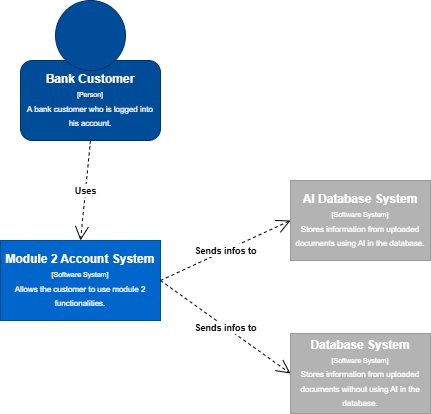 Bank Customer
[Person]
A bank customer who is logged into
his account.
Uses
Module 2 Account System
[Software System]
Allows the customer to use module 2
functionalities.
Sends infos to
AI Database System
[Software System]
Stores information from uploaded
documents using AI in the database.
Sends infos to
Database System
[Software System]
Stores information from uploaded
documents without using AI in the
database.